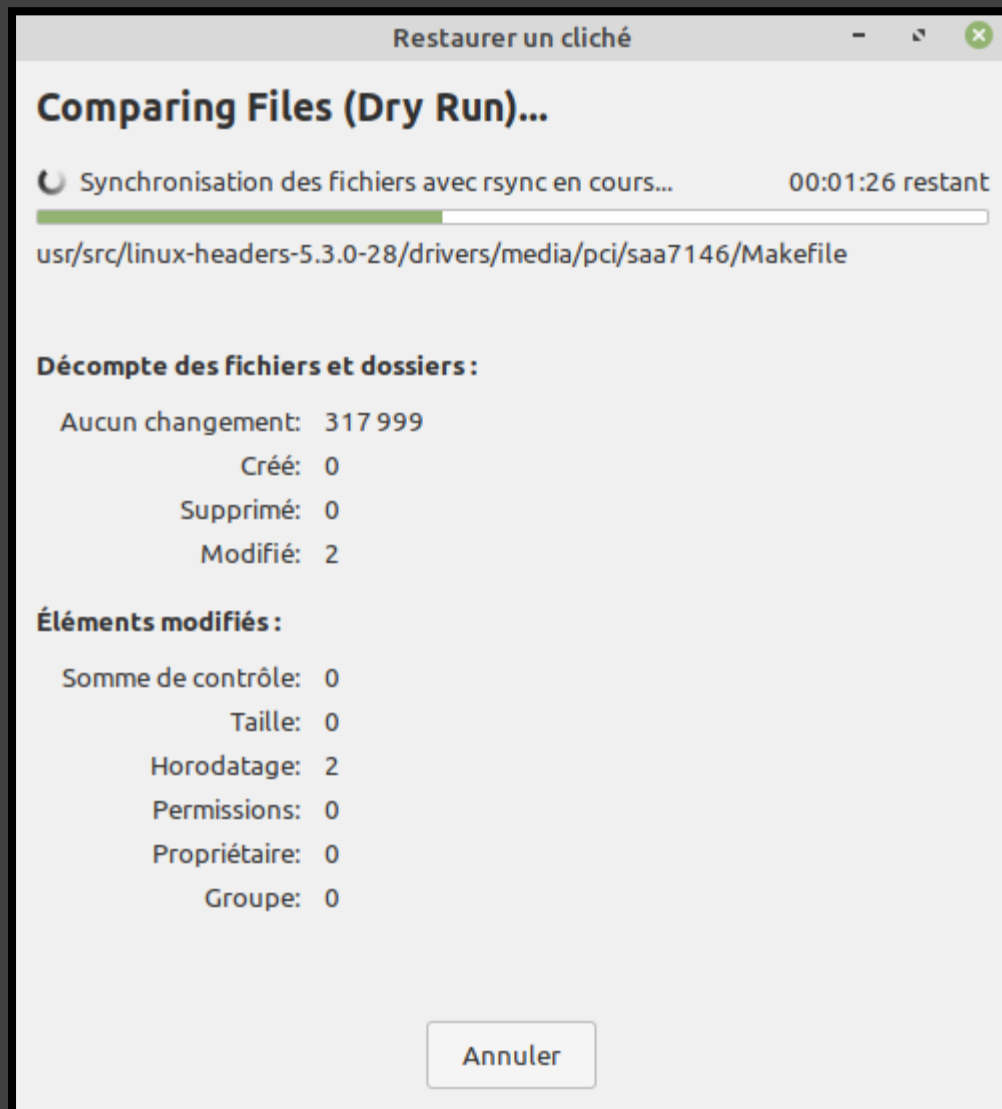 Restaurer un cliché
Comparing Files (Dry Run)...
Synchronisation des fichiers avec rsync en cours... 00:01:26 restant
usr/src/linux-headers-5.3.0-28/drivers/media/pci/saa7146/Makefile
Décompte des fichiers et dossiers :
Aucun changement: 317 999
Créé: 0
Supprimé: 0
Modifié: 2
Éléments modifiés :
Somme de contrôle: 0
Taille: 0
Horodatage: 2
Permissions: 0
Propriétaire: 0
Groupe: 0
Annuler